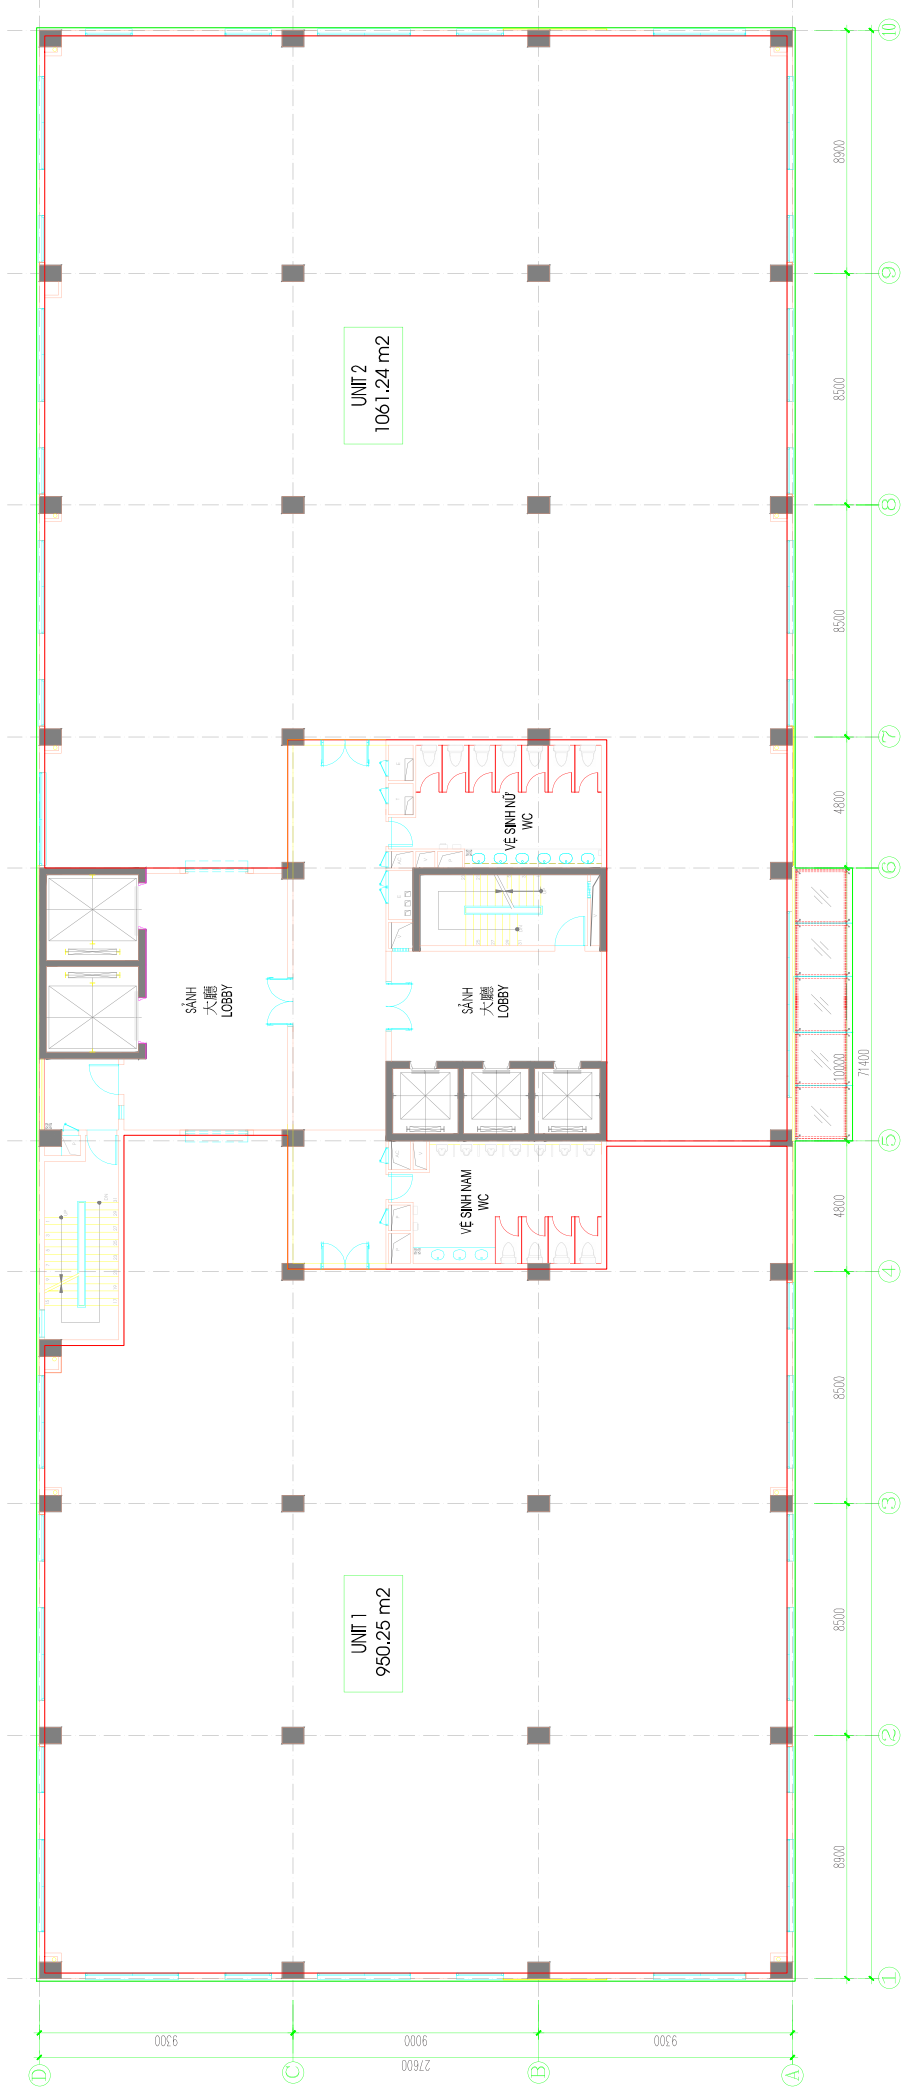 10
8900
9
UNIT 2
1061.24 m2
8500
8
8500
7
4800
VỆ SINH NỮ
WC
6
SẢNH
大廳
LOBBY
SẢNH
大廳
LOBBY
10000
71400
5
VỆ SINH NAM
WC
4800
4
8500
3
UNIT 1
950.25 m2
8500
2
8900
1
9300
9000
9300
27600
D
C
B
A